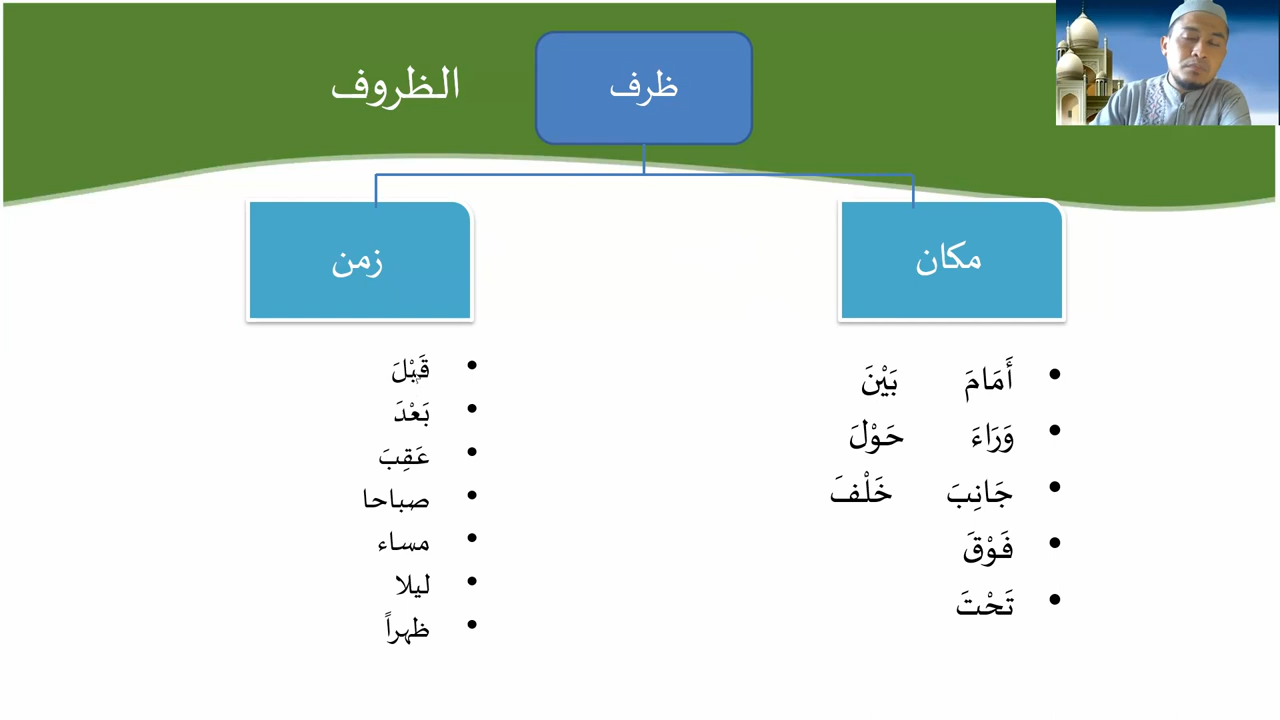 الظروف
ظرف
مكان
زمن
أَمَامَ بَيْنَ
وَرَاءَ حَوْلَ
جَانِبَ خَلْفَ
فَوْقَ
تَحْتَ
قَبْلَ
بَعْدَ
عَقِبَ
صباحا
مساء
ليلا
ظهراً